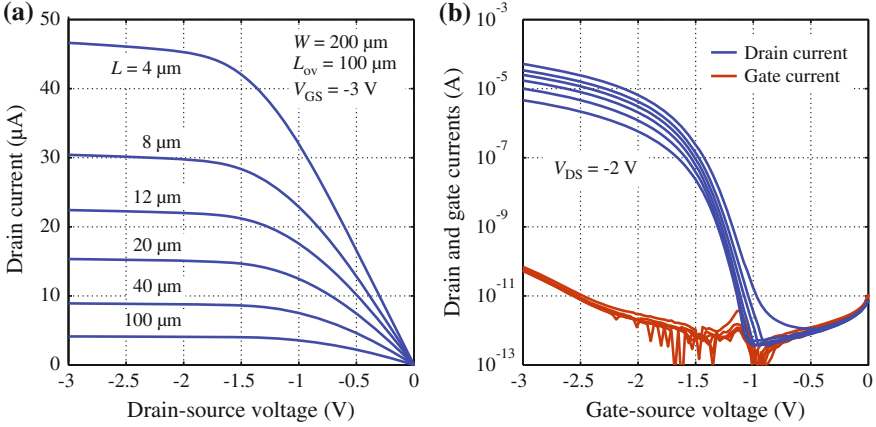 (a)
50
40
30
20
10
0
Drain current (µA)
W = 200 µm
L_ov = 100 µm
V_GS = -3 V
L = 4 µm
8 µm
12 µm
20 µm
40 µm
100 µm
-3 -2.5 -2 -1.5 -1 -0.5 0
Drain-source voltage (V)
(b)
10^-3
10^-5
10^-7
10^-9
10^-11
10^-13
Drain and gate currents (A)
Drain current
Gate current
V_DS = -2 V
-3 -2.5 -2 -1.5 -1 -0.5 0
Gate-source voltage (V)